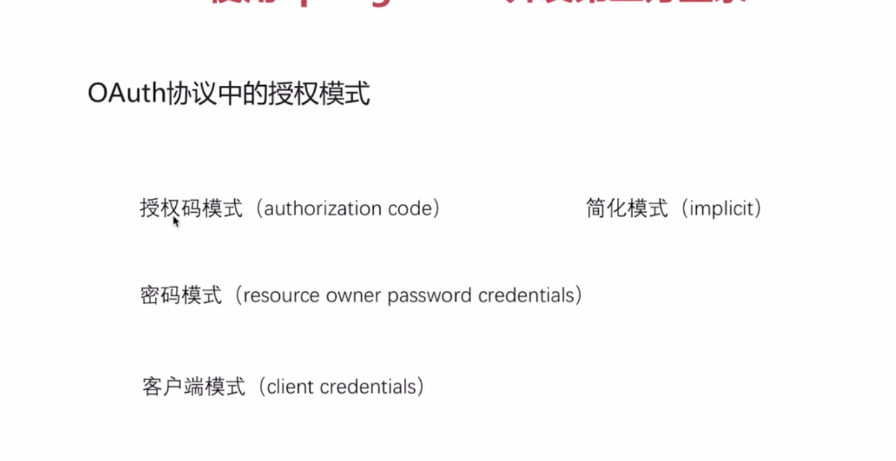 OAuth协议中的授权模式
授权码模式（authorization code） 简化模式（implicit）
密码模式（resource owner password credentials）
客户端模式（client credentials）